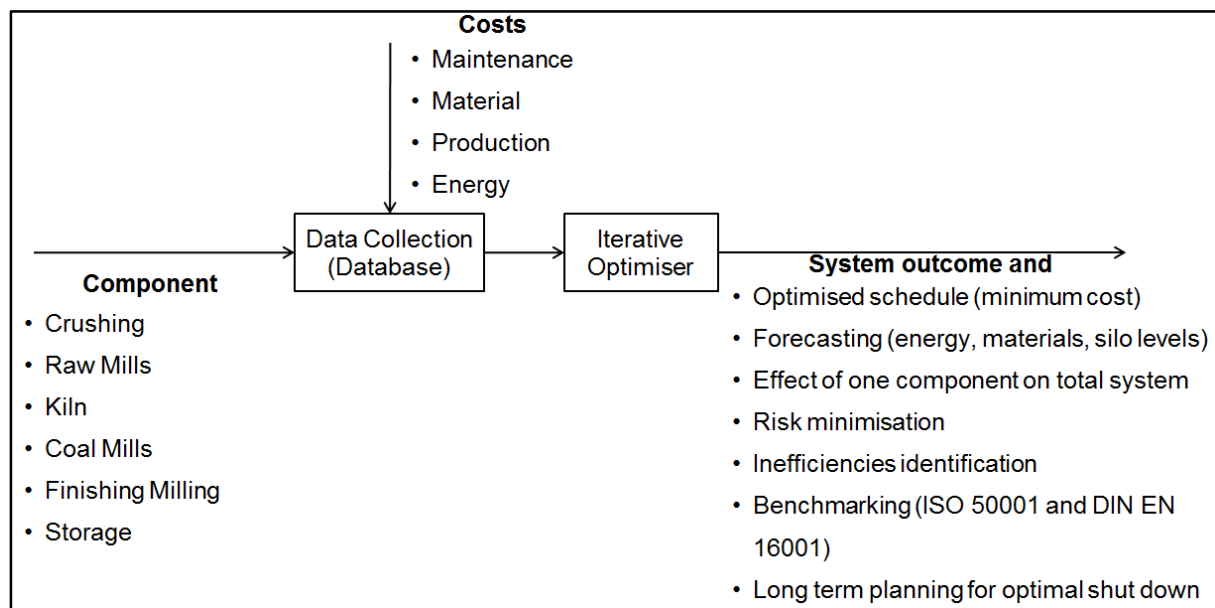 Costs
• Maintenance
• Material
• Production
• Energy
Data Collection
(Database)
Iterative
Optimiser
Component
• Crushing
• Raw Mills
• Kiln
• Coal Mills
• Finishing Milling
• Storage
System outcome and
• Optimised schedule (minimum cost)
• Forecasting (energy, materials, silo levels)
• Effect of one component on total system
• Risk minimisation
• Inefficiencies identification
• Benchmarking (ISO 50001 and DIN EN
16001)
• Long term planning for optimal shut down